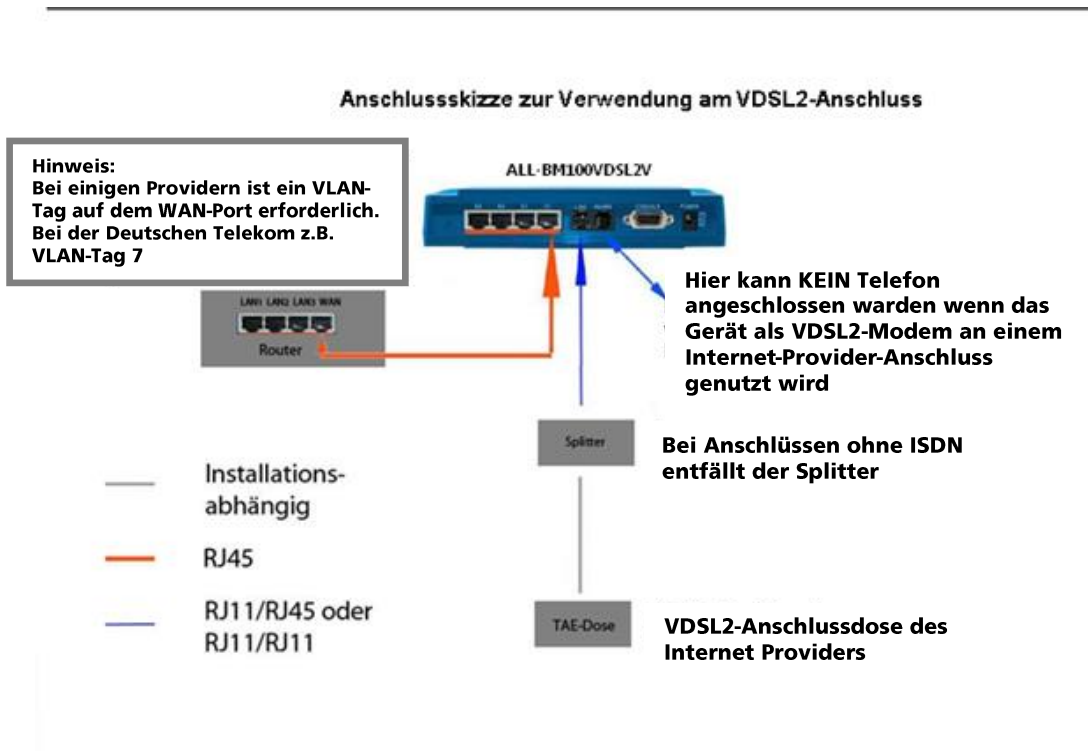 Anschlussskizze zur Verwendung am VDSL2-Anschluss
Hinweis:
Bei einigen Providern ist ein VLAN-
Tag auf dem WAN-Port erforderlich.
Bei der Deutschen Telekom z.B.
VLAN-Tag 7
ALL-BM100VDSL2V
CONSOLE
POWER
Hier kann KEIN Telefon
angeschlossen warden wenn das
Gerät als VDSL2-Modem an einem
Internet-Provider-Anschluss
genutzt wird
LAN1 LAN2 LAN3 WAN
Router
Splitter
Bei Anschlüssen ohne ISDN
entfällt der Splitter
Installations-
abhängig
RJ45
RJ11/RJ45 oder
RJ11/RJ11
TAE-Dose
VDSL2-Anschlussdose des
Internet Providers